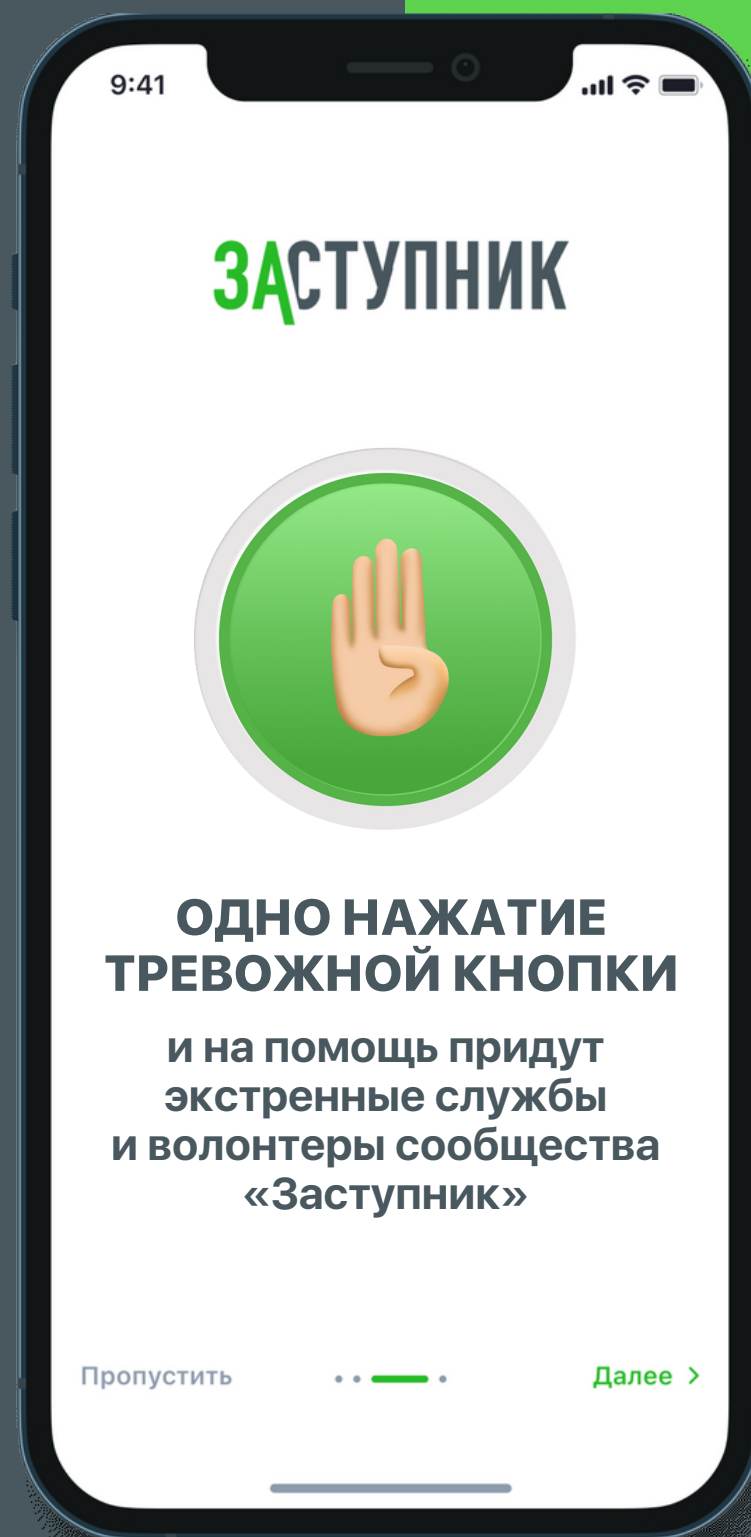 9:41
ЗАСТУПНИК
ОДНО НАЖАТИЕ
ТРЕВОЖНОЙ КНОПКИ
и на помощь придут
экстренные службы
и волонтеры сообщества
«Заступник»
Пропустить
Далее >